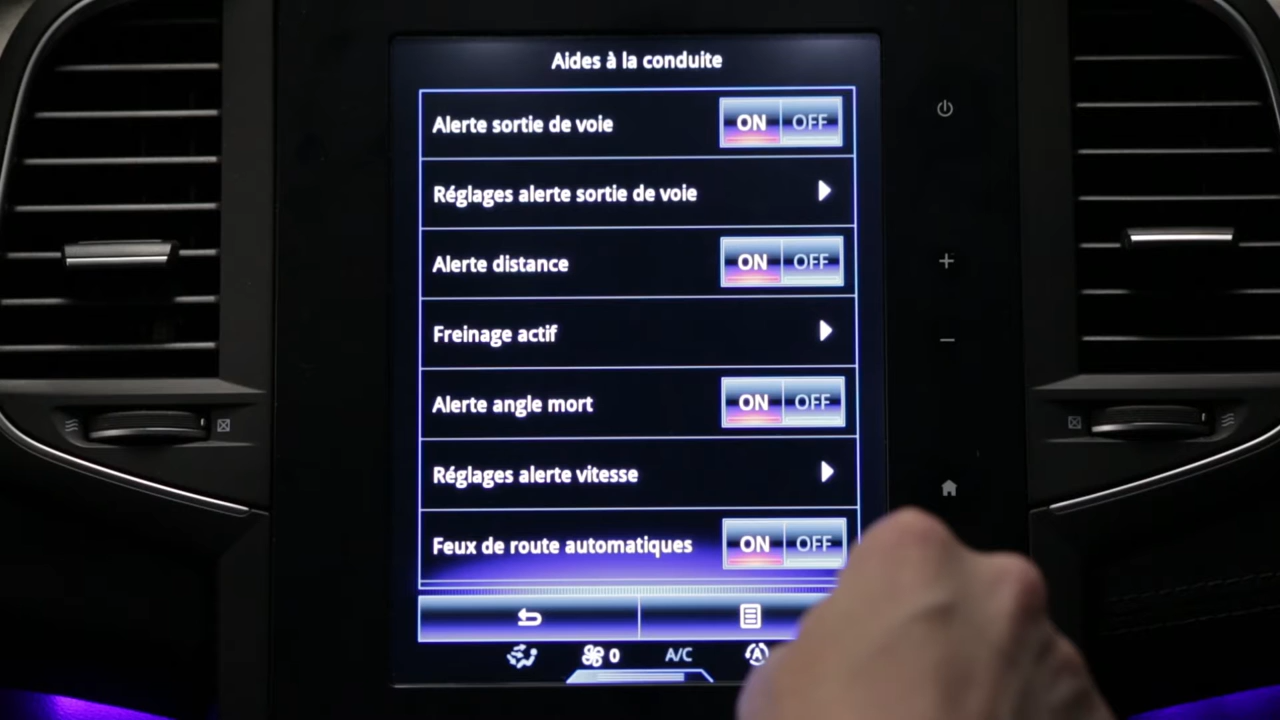 Aides à la conduite
Alerte sortie de voie ON OFF
Réglages alerte sortie de voie
Alerte distance ON OFF
Freinage actif
Alerte angle mort ON OFF
Réglages alerte vitesse
Feux de route automatiques ON OFF
0 A/C A